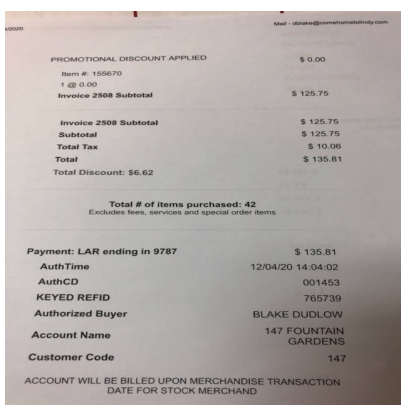 /2020
Mail - dblake@comehometolindy.com
PROMOTIONAL DISCOUNT APPLIED $ 0.00
Item #: 155670
1 @ 0.00
Invoice 2508 Subtotal $ 125.75
Invoice 2508 Subtotal $ 125.75
Subtotal $ 125.75
Total Tax $ 10.06
Total $ 135.81
Total Discount: $6.62
Total # of items purchased: 42
Excludes fees, services and special order items
Payment: LAR ending in 9787 $ 135.81
AuthTime 12/04/20 14:04:02
AuthCD 001453
KEYED REFID 765739
Authorized Buyer BLAKE DUDLOW
Account Name 147 FOUNTAIN
GARDENS
Customer Code 147
ACCOUNT WILL BE BILLED UPON MERCHANDISE TRANSACTION
DATE FOR STOCK MERCHAND